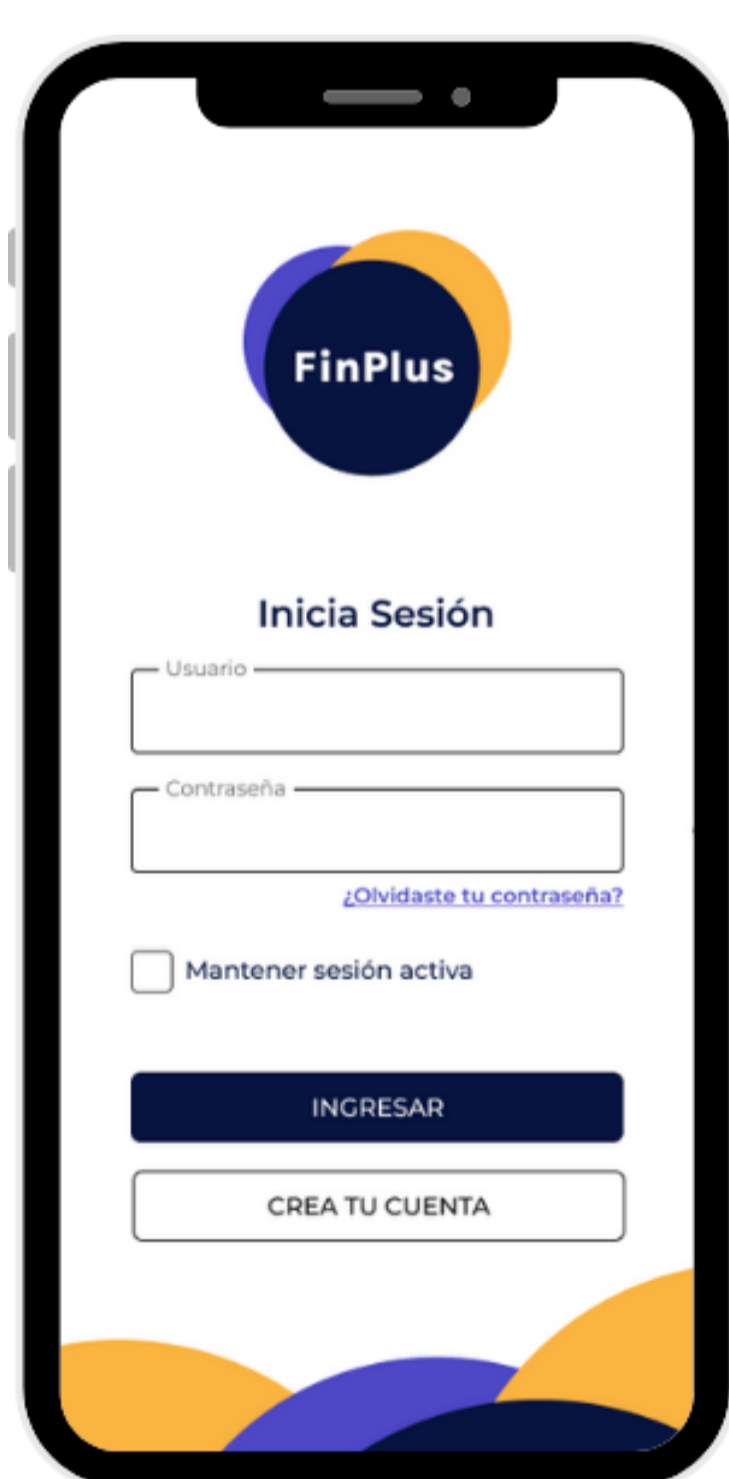 FinPlus
Inicia Sesión
Usuario
Contraseña
¿Olvidaste tu contraseña?
Mantener sesión activa
INGRESAR
CREA TU CUENTA